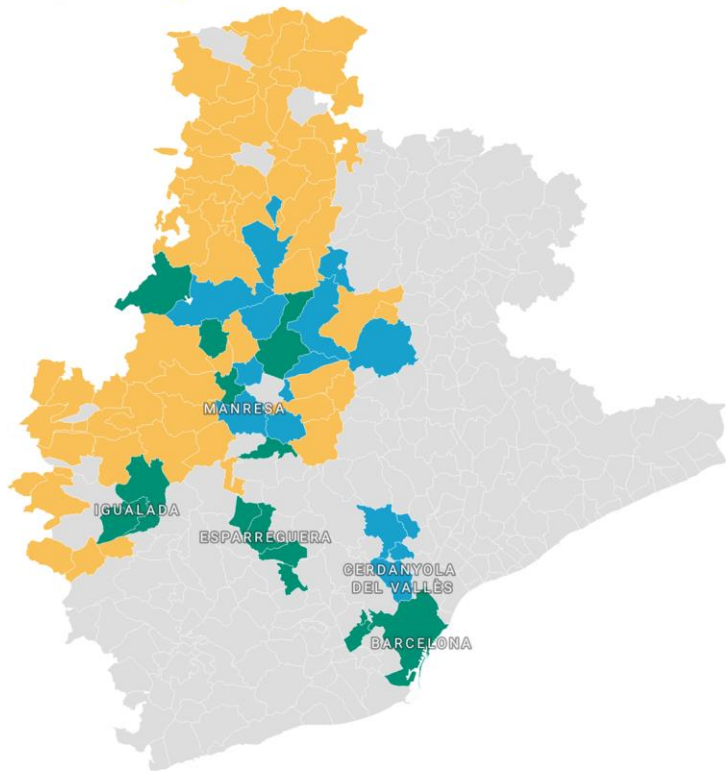 MANRESA
IGUALADA
ESPARREGUERA
CERDANYOLA
DEL VALLÈS
BARCELONA